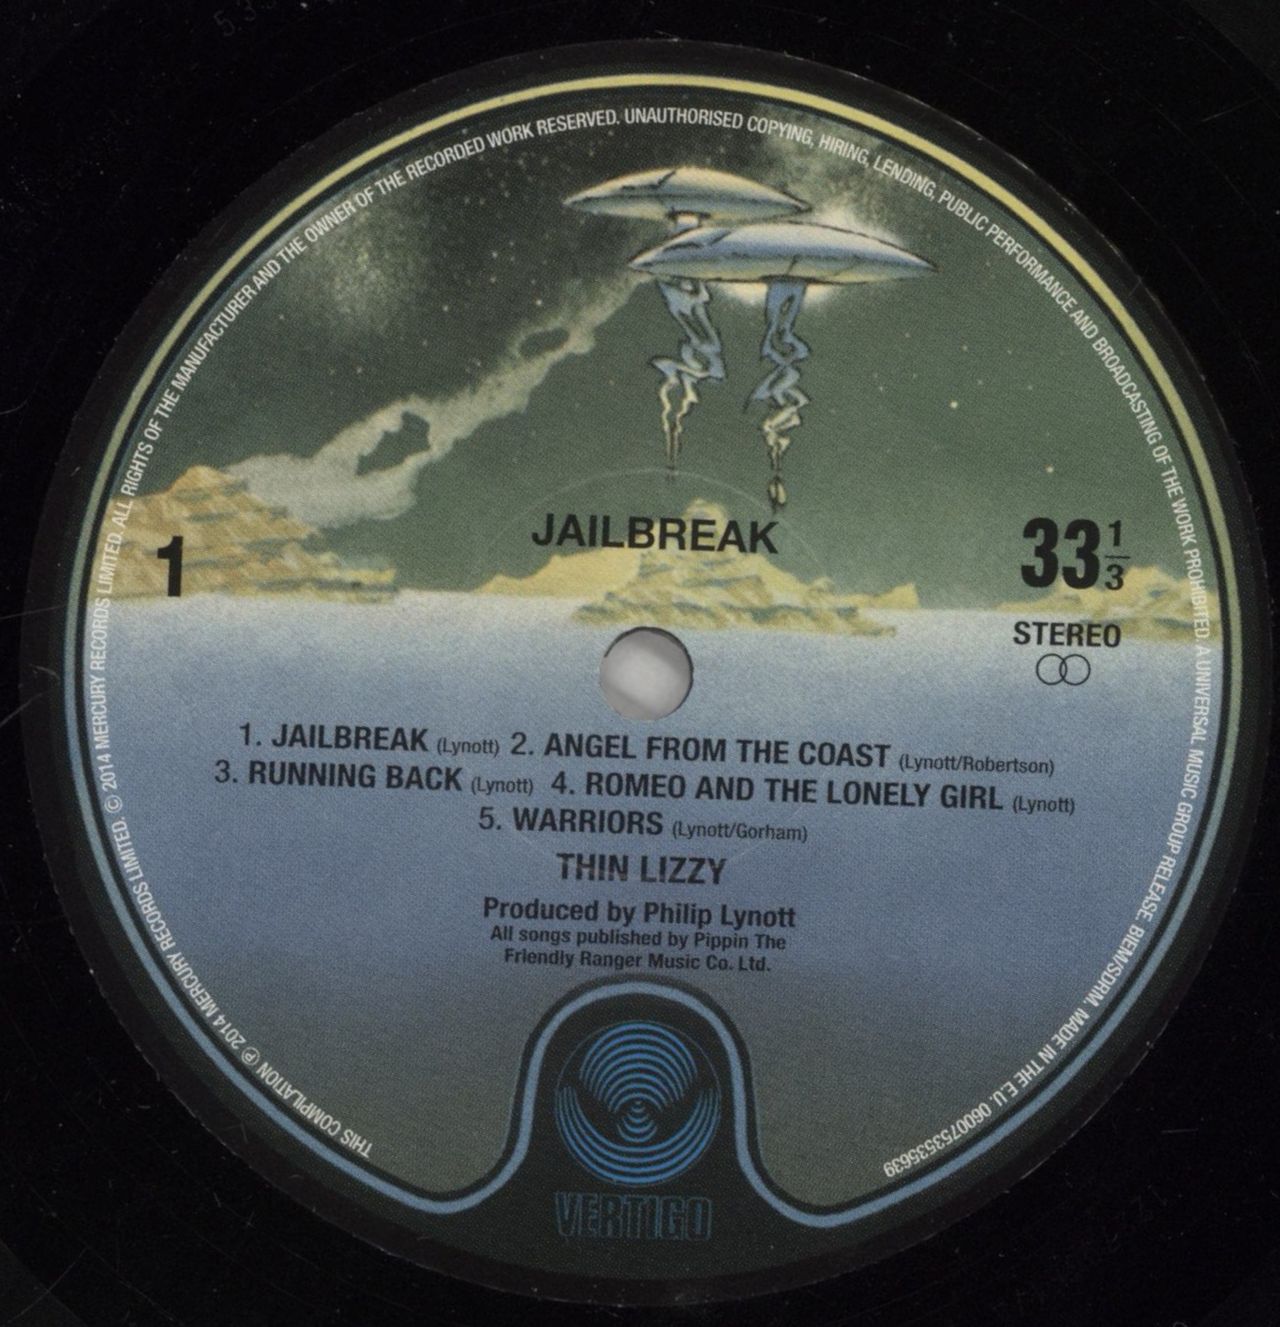 THIS COMPILATION ℗ 2014 MERCURY RECORDS LIMITED. © 2014 MERCURY RECORDS LIMITED. ALL RIGHTS OF THE MANUFACTURER AND THE OWNER OF THE RECORDED WORK RESERVED. UNAUTHORISED COPYING, HIRING, LENDING, PUBLIC PERFORMANCE AND BROADCASTING OF THE WORK PROHIBITED. A UNIVERSAL MUSIC GROUP RELEASE. BIEM/SDRM. MADE IN THE E.U. 0600753535639
JAILBREAK
1
33 1/3
STEREO
1. JAILBREAK (Lynott) 2. ANGEL FROM THE COAST (Lynott/Robertson)
3. RUNNING BACK (Lynott) 4. ROMEO AND THE LONELY GIRL (Lynott)
5. WARRIORS (Lynott/Gorham)
THIN LIZZY
Produced by Philip Lynott
All songs published by Pippin The
Friendly Ranger Music Co. Ltd.
VERTIGO